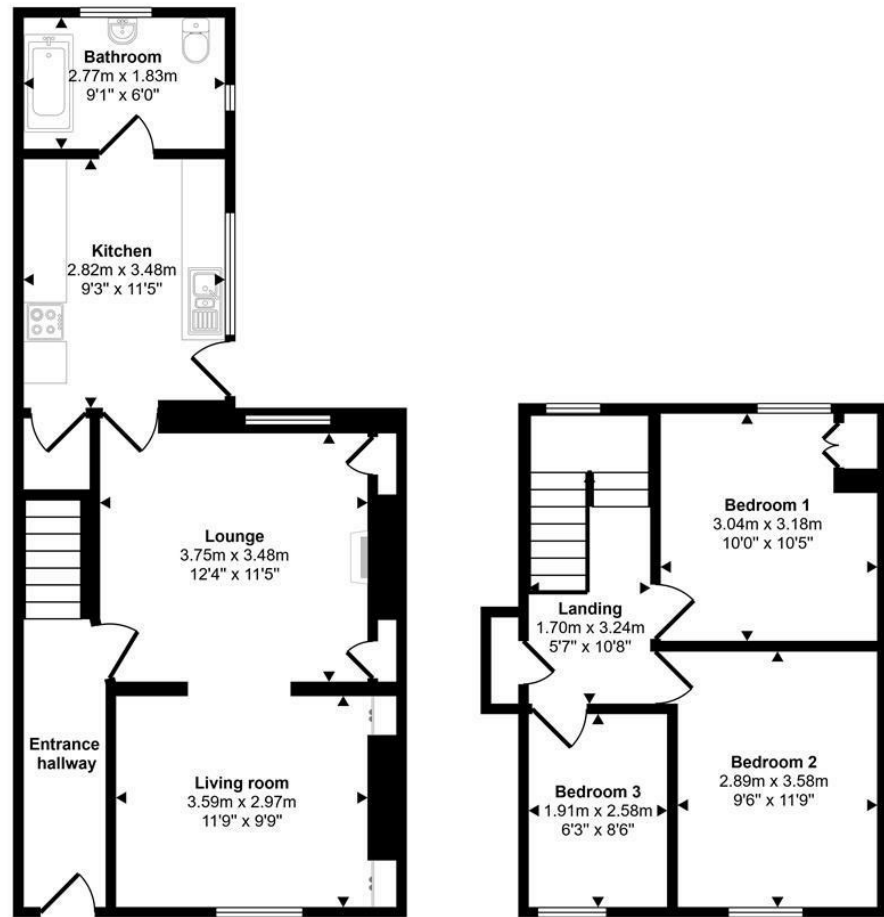 Bathroom
2.77m x 1.83m
9'1" x 6'0"
Kitchen
2.82m x 3.48m
9'3" x 11'5"
Lounge
3.75m x 3.48m
12'4" x 11'5"
Entrance
hallway
Living room
3.59m x 2.97m
11'9" x 9'9"
Bedroom 1
3.04m x 3.18m
10'0" x 10'5"
Landing
1.70m x 3.24m
5'7" x 10'8"
Bedroom 2
2.89m x 3.58m
9'6" x 11'9"
Bedroom 3
1.91m x 2.58m
6'3" x 8'6"